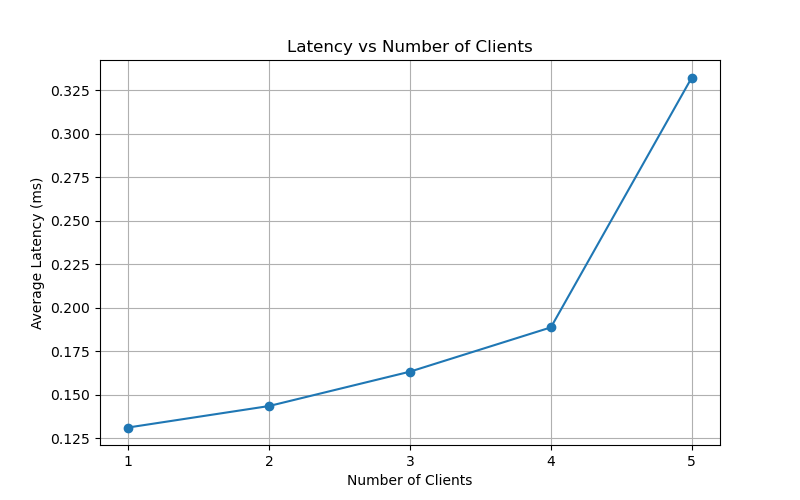 Latency vs Number of Clients
Average Latency (ms)
0.325
0.300
0.275
0.250
0.225
0.200
0.175
0.150
0.125
1 2 3 4 5
Number of Clients